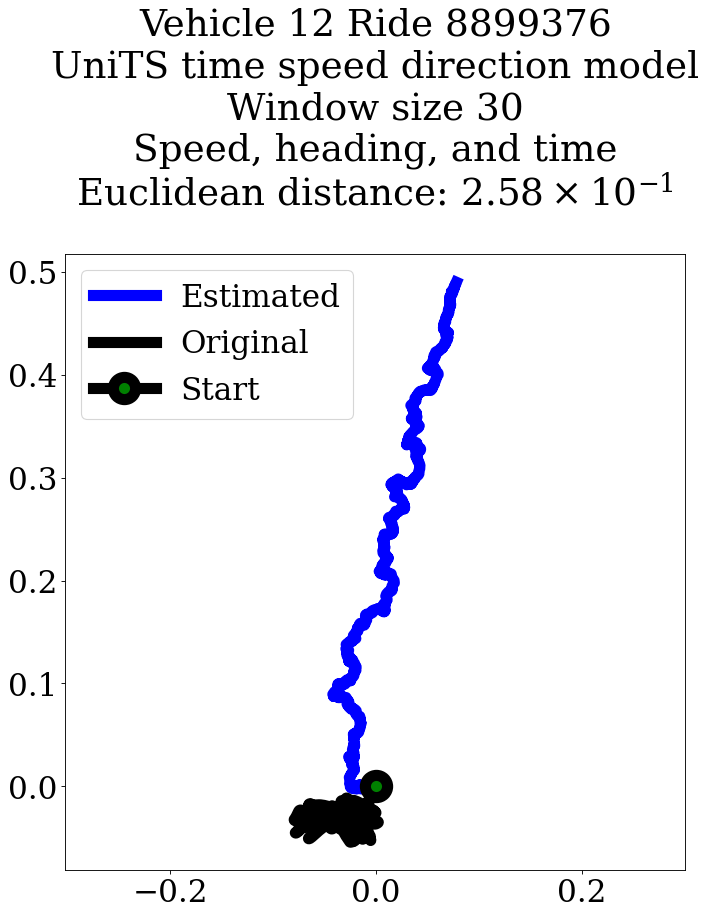 Vehicle 12 Ride 8899376
UniTS time speed direction model
Window size 30
Speed, heading, and time
Euclidean distance: 2.58 × 10⁻¹
0.5
Estimated
Original
Start
0.4
0.3
0.2
0.1
0.0
−0.2 0.0 0.2